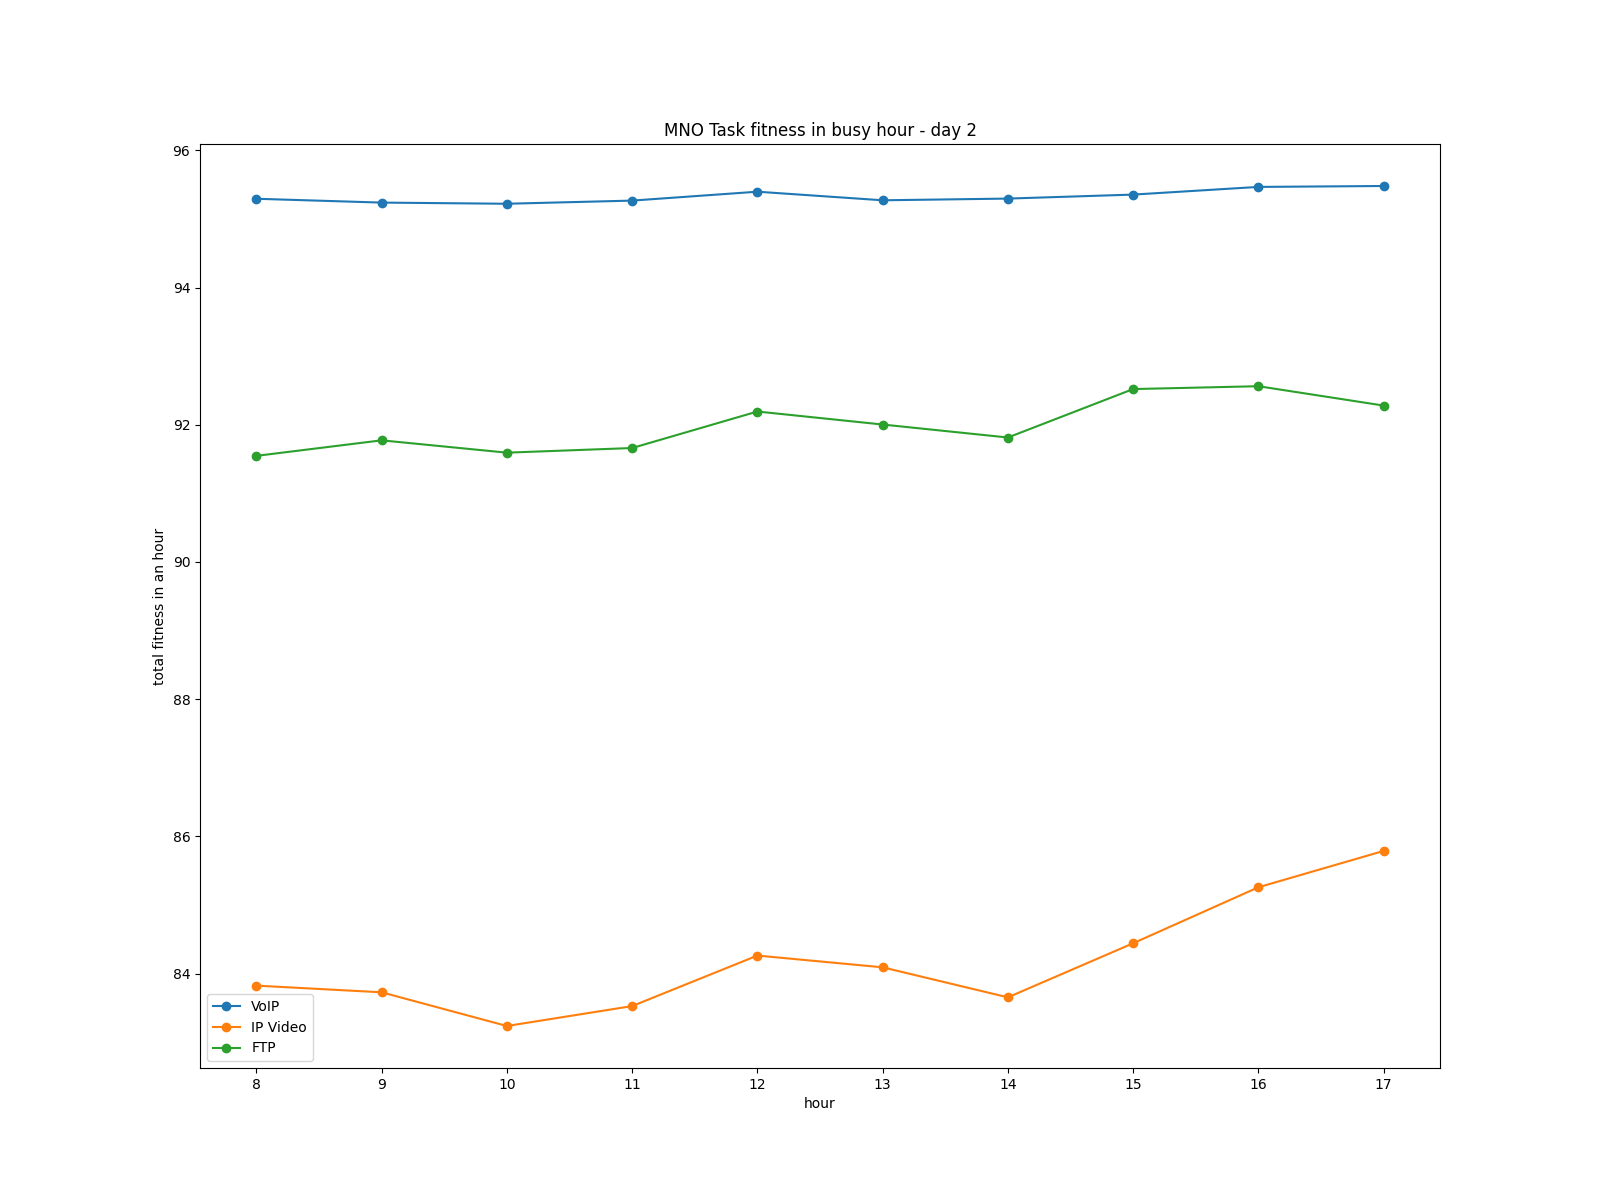 MNO Task fitness in busy hour - day 2
96
94
92
90
88
86
84
total fitness in an hour
VoIP
IP Video
FTP
8 9 10 11 12 13 14 15 16 17
hour